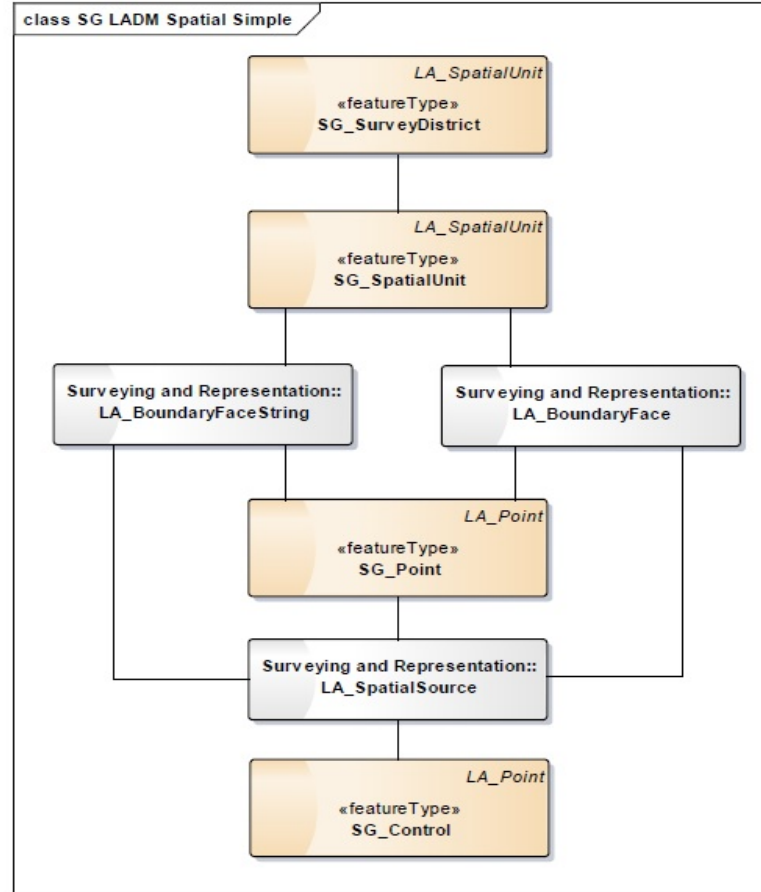 class SG LADM Spatial Simple
LA_SpatialUnit
«featureType»
SG_SurveyDistrict
LA_SpatialUnit
«featureType»
SG_SpatialUnit
Surveying and Representation::
LA_BoundaryFaceString
Surveying and Representation::
LA_BoundaryFace
LA_Point
«featureType»
SG_Point
Surveying and Representation::
LA_SpatialSource
LA_Point
«featureType»
SG_Control